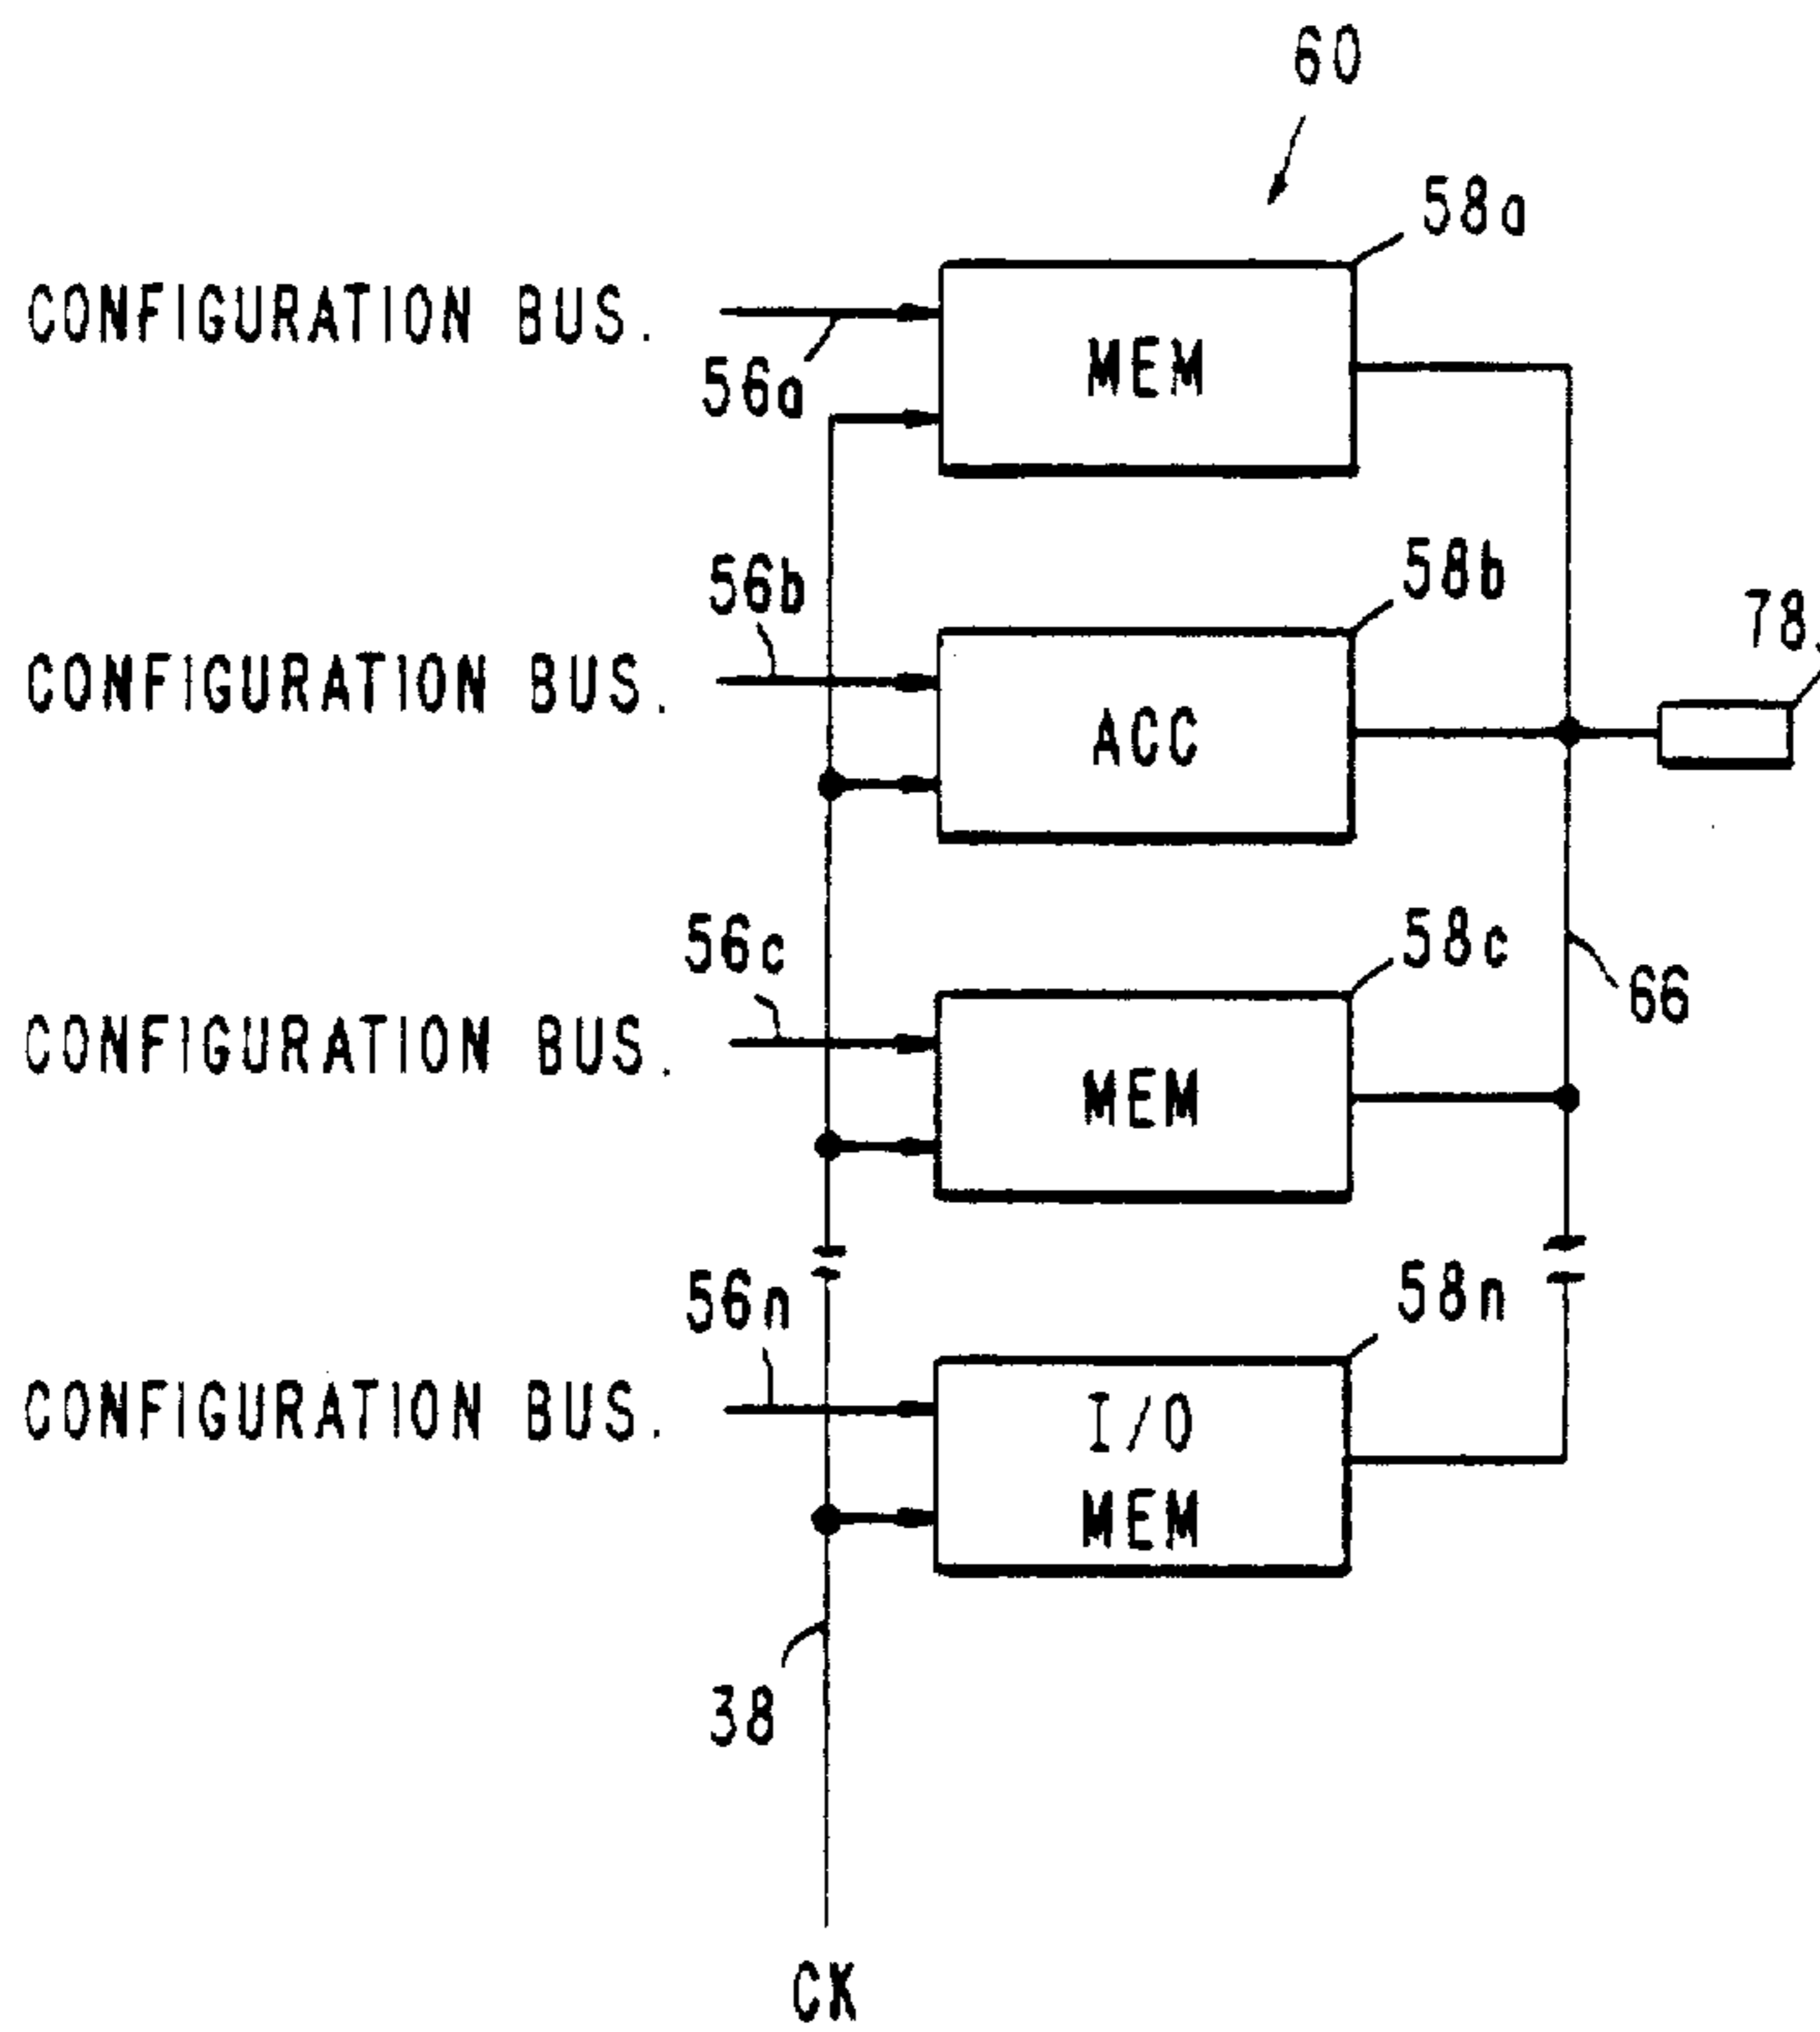 60
58a
CONFIGURATION BUS.
56a
MEM
56b
58b
78
CONFIGURATION BUS.
ACC
56c
58c
66
CONFIGURATION BUS.
MEM
56n
58n
CONFIGURATION BUS.
I/O
MEM
38
CK